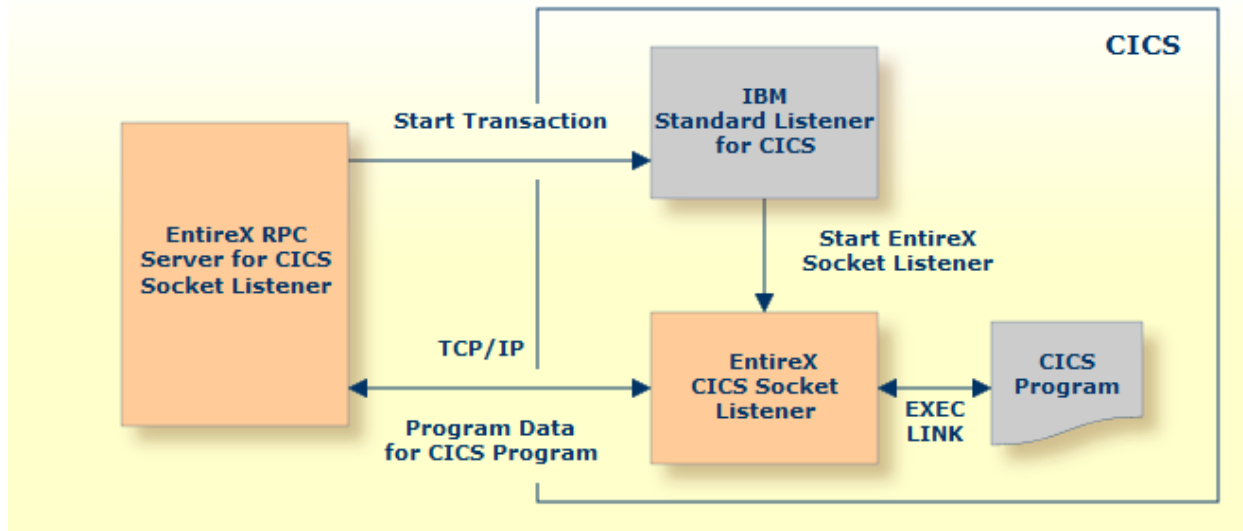 CICS
IBM
Standard Listener
for CICS
Start Transaction
EntireX RPC
Server for CICS
Socket Listener
Start EntireX
Socket Listener
TCP/IP
EntireX
CICS Socket
Listener
CICS
Program
EXEC
LINK
Program Data
for CICS Program